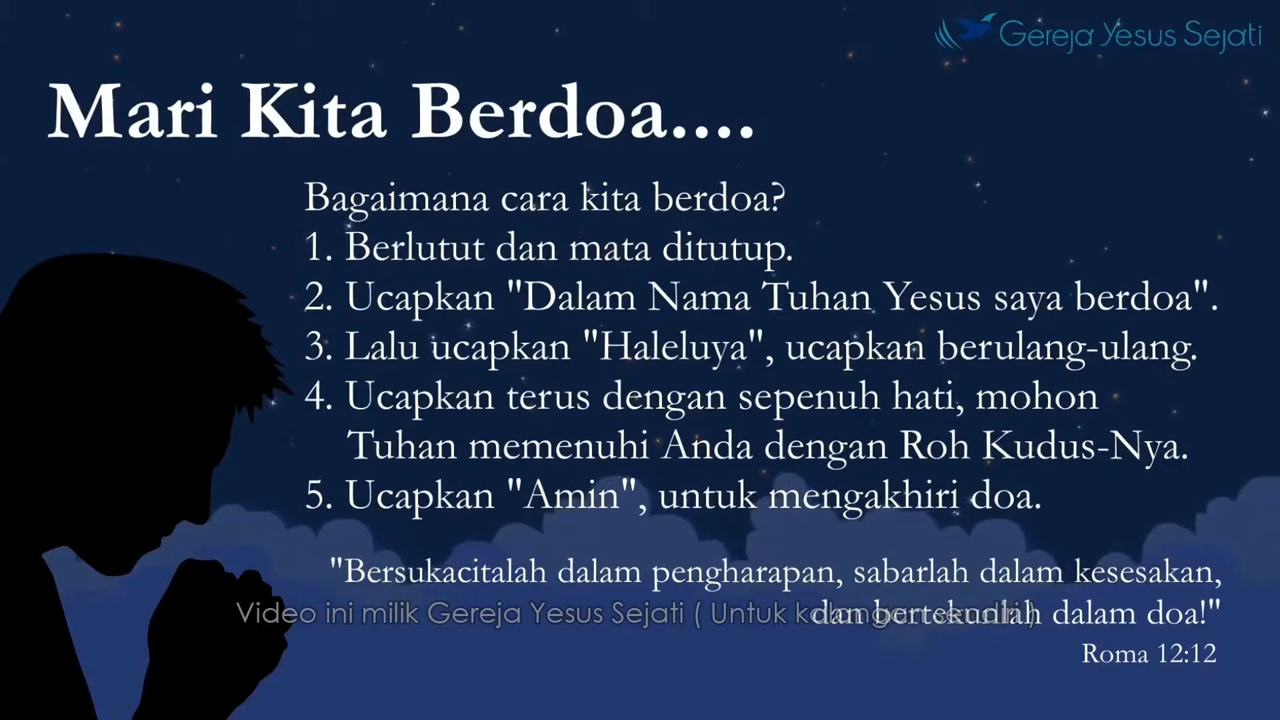 Gereja Yesus Sejati
Mari Kita Berdoa....
Bagaimana cara kita berdoa?
1. Berlutut dan mata ditutup.
2. Ucapkan "Dalam Nama Tuhan Yesus saya berdoa".
3. Lalu ucapkan "Haleluya", ucapkan berulang-ulang.
4. Ucapkan terus dengan sepenuh hati, mohon
Tuhan memenuhi Anda dengan Roh Kudus-Nya.
5. Ucapkan "Amin", untuk mengakhiri doa.
"Bersukacitalah dalam pengharapan, sabarlah dalam kesesakan,
dan bertekunlah dalam doa!"
Video ini milik Gereja Yesus Sejati ( Untuk
Roma 12:12